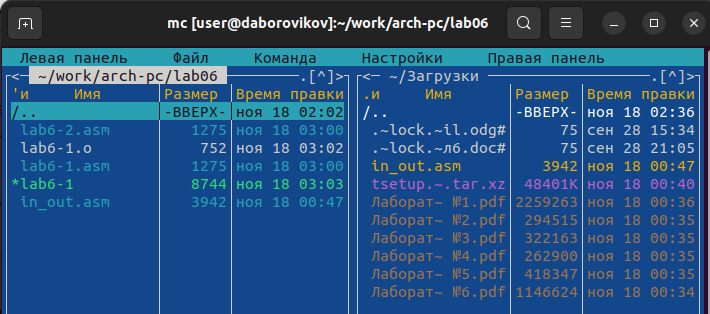 mc [user@daborovikov]:~/work/arch-pc/lab06
Левая панель Файл Команда Настройки Правая панель
<— ~/work/arch-pc/lab06 .[^]> <— ~/Загрузки .[^]>
'и Имя Размер Время правки .и Имя Размер Время правки
/.. -ВВЕРХ- ноя 18 02:02 /.. -ВВЕРХ- ноя 18 02:36
lab6-2.asm 1275 ноя 18 03:00 .~lock.~il.odg# 75 сен 28 15:34
lab6-1.o 752 ноя 18 03:02 .~lock.~л6.doc# 75 сен 28 21:05
lab6-1.asm 1275 ноя 18 03:00 in_out.asm 3942 ноя 18 00:47
*lab6-1 8744 ноя 18 03:03 tsetup.~.tar.xz 48401K ноя 18 00:40
in_out.asm 3942 ноя 18 00:47 Лаборат~ №1.pdf 2259263 ноя 18 00:36
Лаборат~ №2.pdf 294515 ноя 18 00:35
Лаборат~ №3.pdf 322163 ноя 18 00:35
Лаборат~ №4.pdf 262900 ноя 18 00:35
Лаборат~ №5.pdf 418347 ноя 18 00:35
Лаборат~ №6.pdf 1146624 ноя 18 00:34